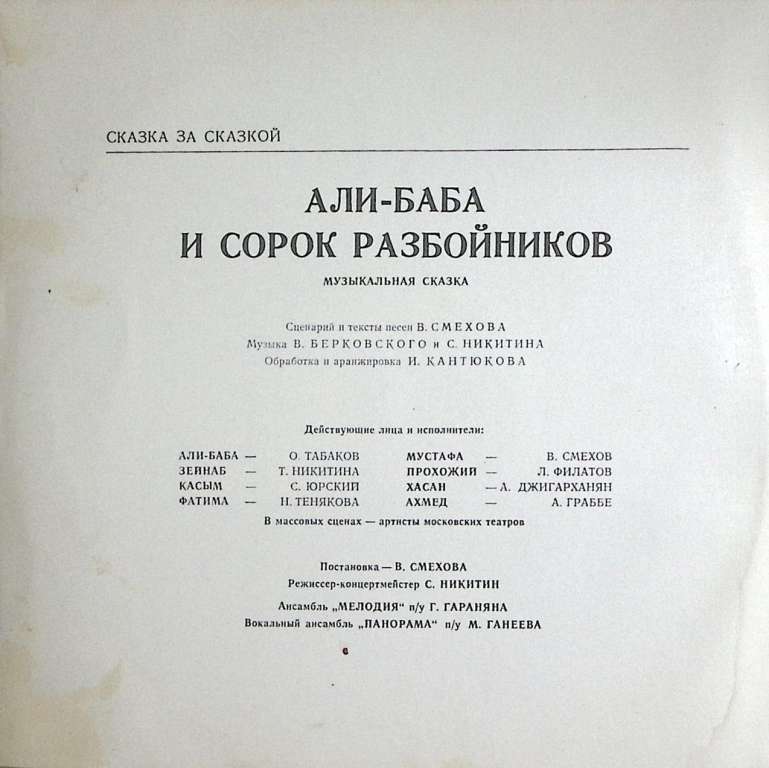 СКАЗКА ЗА СКАЗКОЙ
АЛИ-БАБА
И СОРОК РАЗБОЙНИКОВ
МУЗЫКАЛЬНАЯ СКАЗКА
Сценарий и тексты песен В. СМЕХОВА
Музыка В. БЕРКОВСКОГО и С. НИКИТИНА
Обработка и аранжировка И. КАНТЮКОВА
Действующие лица и исполнители:
АЛИ-БАБА — О. ТАБАКОВ МУСТАФА — В. СМЕХОВ
ЗЕЙНАБ — Т. НИКИТИНА ПРОХОЖИЙ — Л. ФИЛАТОВ
КАСЫМ — С. ЮРСКИЙ ХАСАН — А. ДЖИГАРХАНЯН
ФАТИМА — Н. ТЕНЯКОВА АХМЕД — А. ГРАББЕ
В массовых сценах — артисты московских театров
Постановка — В. СМЕХОВА
Режиссер-концертмейстер С. НИКИТИН
Ансамбль „МЕЛОДИЯ“ п/у Г. ГАРАНЯНА
Вокальный ансамбль „ПАНОРАМА“ п/у М. ГАНЕЕВА